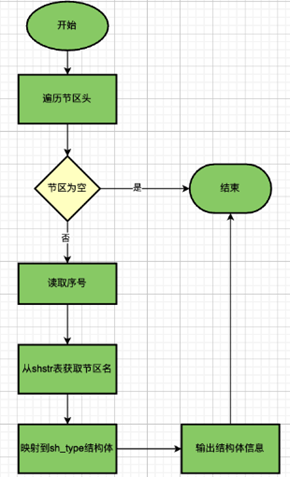 开始
遍历节区头
节区为空
是
结束
否
读取序号
从shstr表获取节区名
映射到sh_type结构体
输出结构体信息